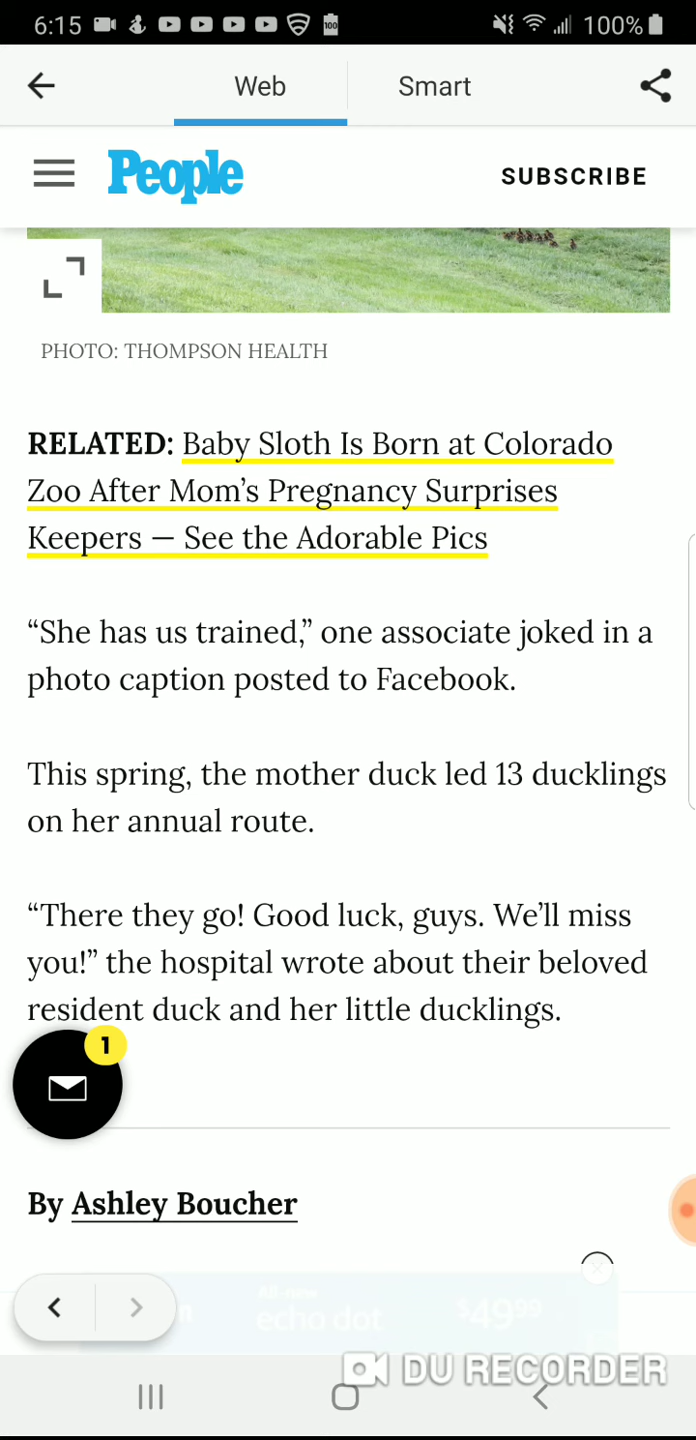 6:15
100
100%
Web
Smart
People
SUBSCRIBE
PHOTO: THOMPSON HEALTH
RELATED: Baby Sloth Is Born at Colorado
Zoo After Mom's Pregnancy Surprises
Keepers — See the Adorable Pics
“She has us trained,” one associate joked in a
photo caption posted to Facebook.
This spring, the mother duck led 13 ducklings
on her annual route.
“There they go! Good luck, guys. We’ll miss
you!” the hospital wrote about their beloved
resident duck and her little ducklings.
1
By Ashley Boucher
All-new
echo dot
$49.99
DU RECORDER